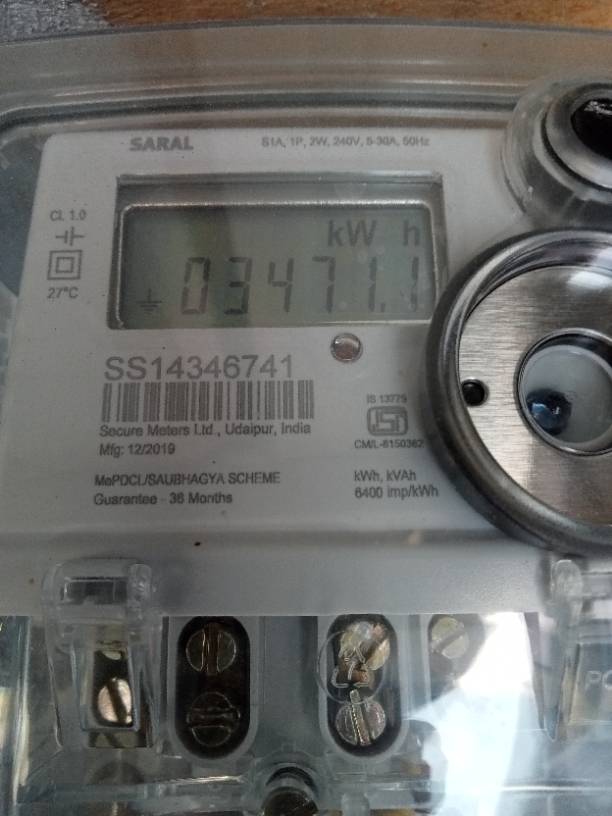 SARAL
S1A, 1P, 2W, 240V, 5-30A, 50Hz
Cl. 1.0
27°C
kW h
03471.1
SS14346741
Secure Meters Ltd., Udaipur, India
Mfg: 12/2019
IS 13779
ISI
CM/L-8150362
MePDCL/SAUBHAGYA SCHEME
Guarantee - 36 Months
kWh, kVAh
6400 imp/kWh